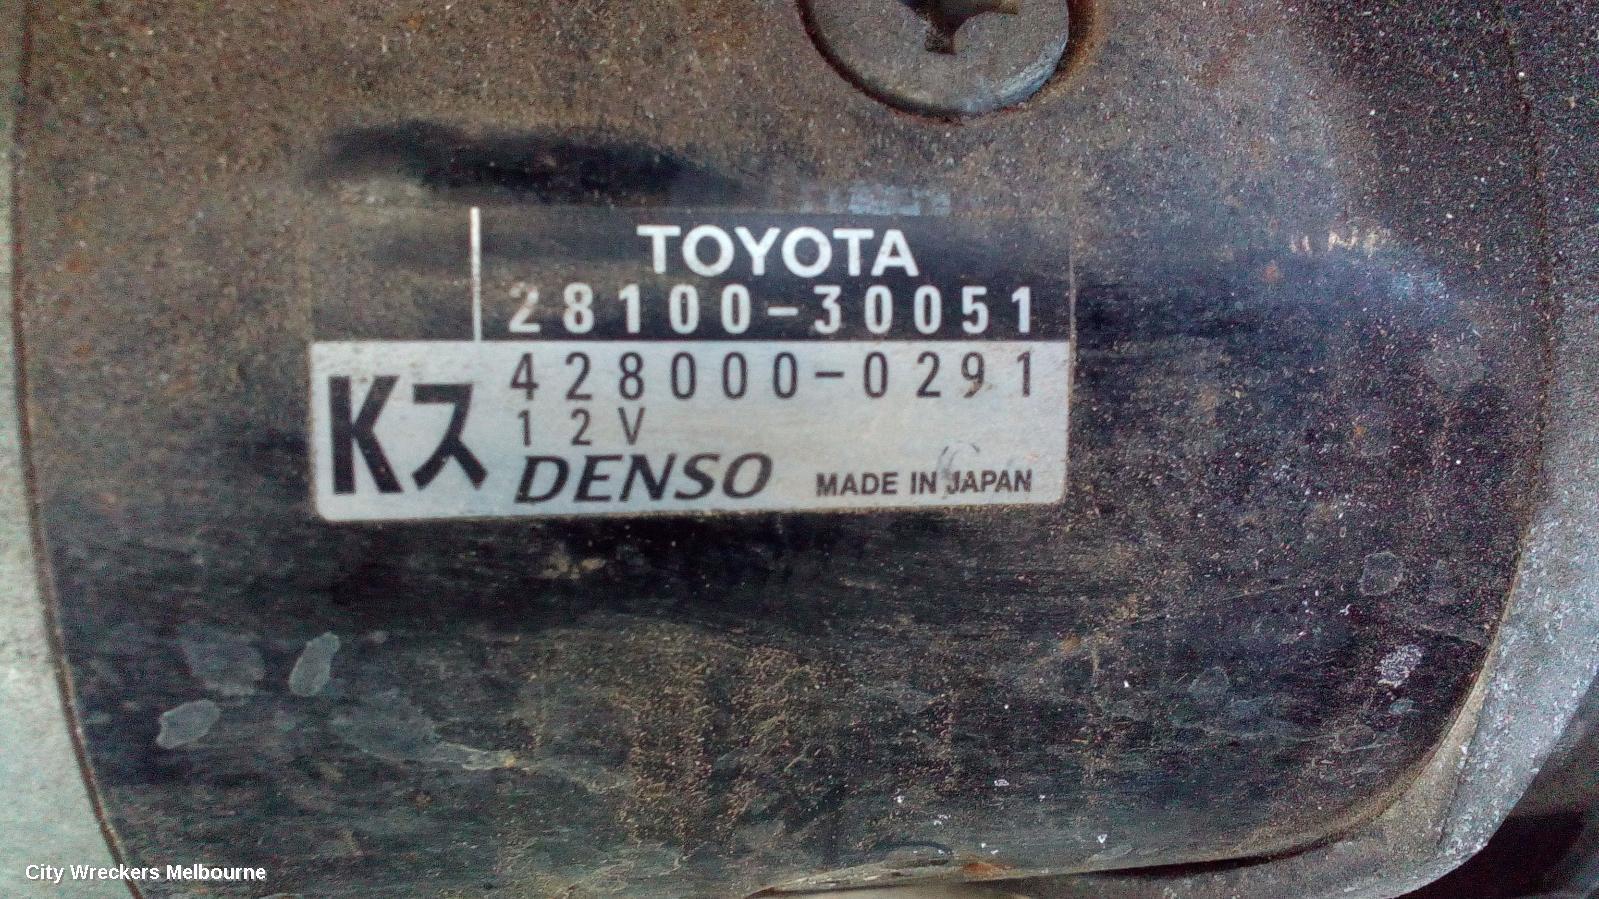 TOYOTA
28100-30051
428000-0291
12V
Kス
DENSO MADE IN JAPAN
City Wreckers Melbourne